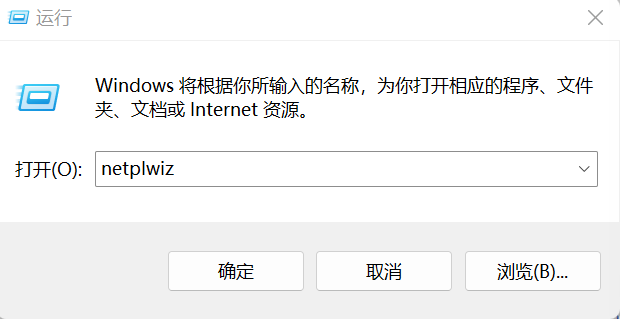 运行
Windows 将根据你所输入的名称，为你打开相应的程序、文件
夹、文档或 Internet 资源。
打开(O):
netplwiz
确定
取消
浏览(B)...